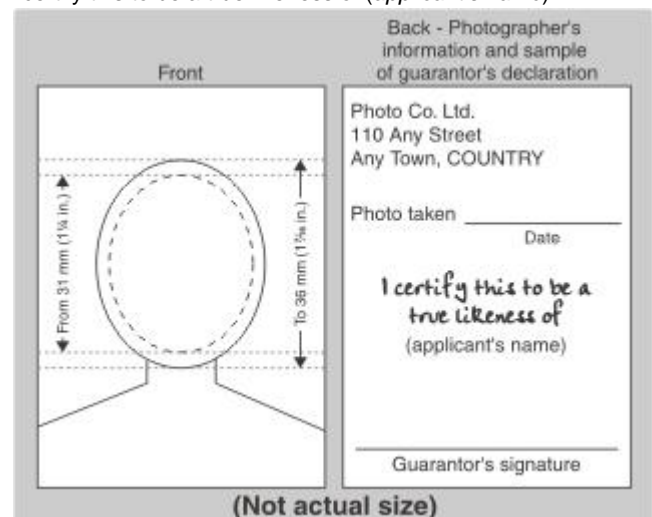 Front
From 31 mm (1¼ in.)
To 36 mm (1⁷⁄₁₆ in.)
Back - Photographer's
information and sample
of guarantor's declaration
Photo Co. Ltd.
110 Any Street
Any Town, COUNTRY
Photo taken
Date
I certify this to be a
true likeness of
(applicant's name)
Guarantor's signature
(Not actual size)